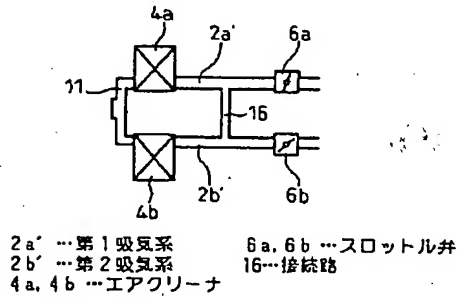 4a
2a′
6a
11
16
4b
2b′
6b
2a′…第1吸気系
6a, 6b…スロットル弁
2b′…第2吸気系
16…接続路
4a, 4b…エアクリーナ